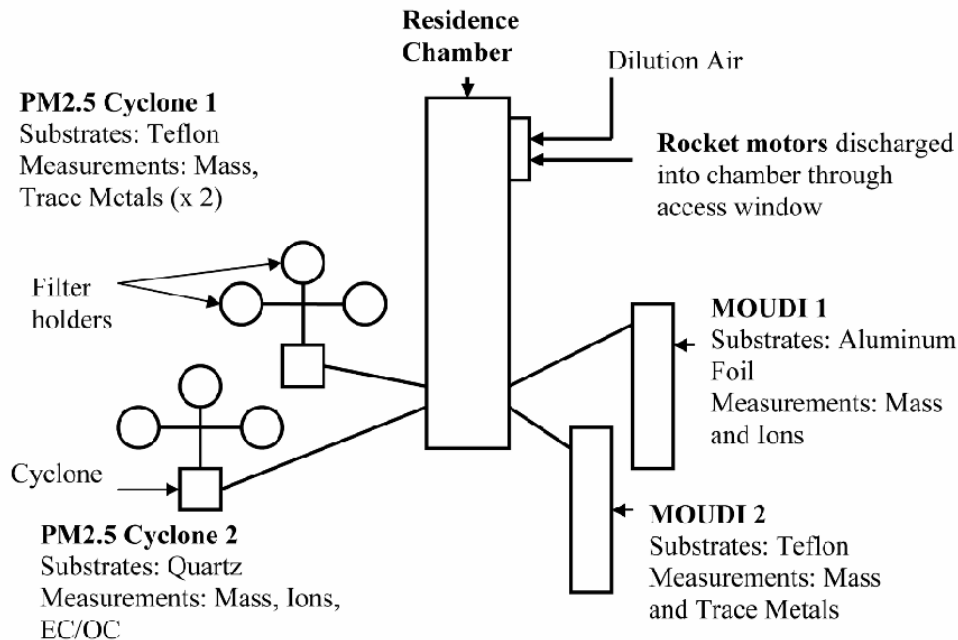 Residence
Chamber
Dilution Air
PM2.5 Cyclone 1
Substrates: Teflon
Measurements: Mass,
Trace Metals (x 2)
Rocket motors discharged
into chamber through
access window
Filter
holders
MOUDI 1
Substrates: Aluminum
Foil
Measurements: Mass
and Ions
Cyclone
PM2.5 Cyclone 2
Substrates: Quartz
Measurements: Mass, Ions,
EC/OC
MOUDI 2
Substrates: Teflon
Measurements: Mass
and Trace Metals